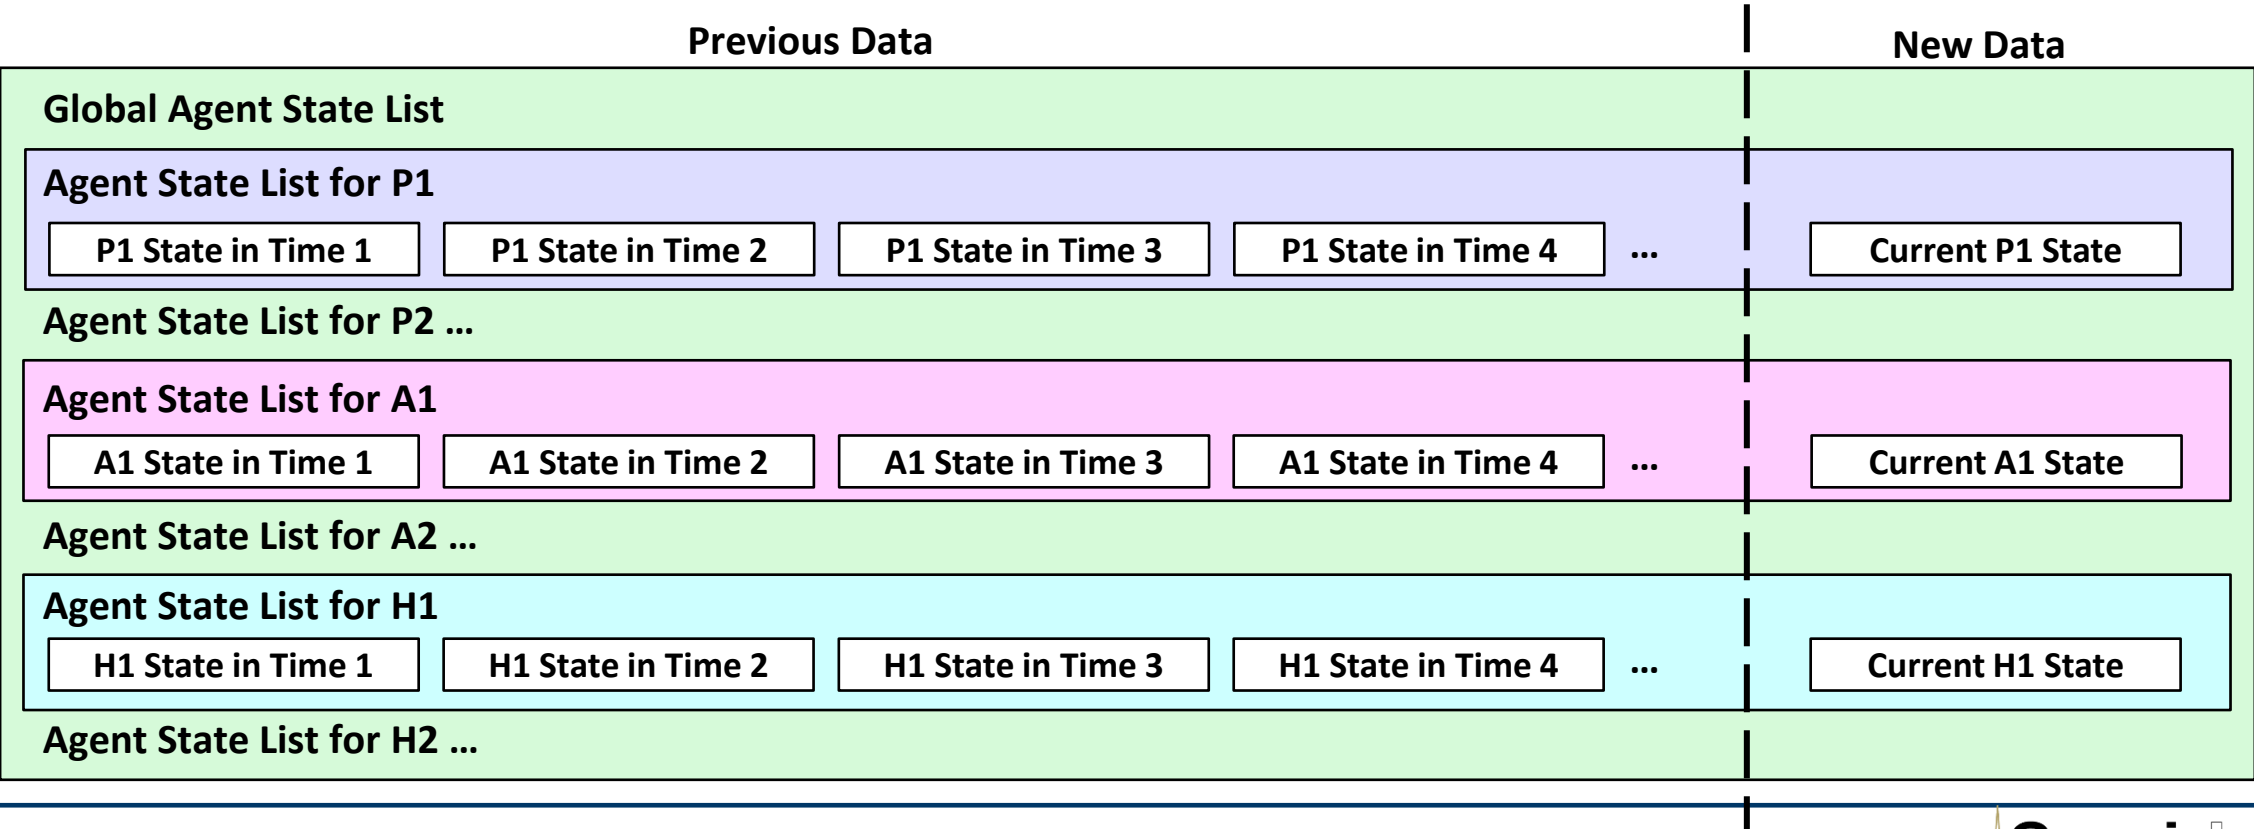 Previous Data
New Data
Global Agent State List
Agent State List for P1
P1 State in Time 1
P1 State in Time 2
P1 State in Time 3
P1 State in Time 4
...
Current P1 State
Agent State List for P2 ...
Agent State List for A1
A1 State in Time 1
A1 State in Time 2
A1 State in Time 3
A1 State in Time 4
...
Current A1 State
Agent State List for A2 ...
Agent State List for H1
H1 State in Time 1
H1 State in Time 2
H1 State in Time 3
H1 State in Time 4
...
Current H1 State
Agent State List for H2 ...